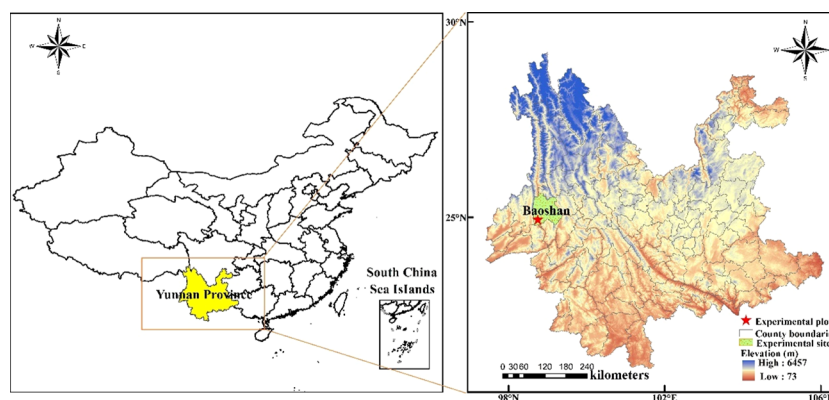 N
W
E
S
Yunnan Province
South China
Sea Islands
N
W
E
S
30°N
25°N
Baoshan
Experimental plo
County boundarie
Experimental site
Elevation (m)
High : 6457
Low : 73
0 30 60 120 180 240
kilometers
98°N
102°E
106°